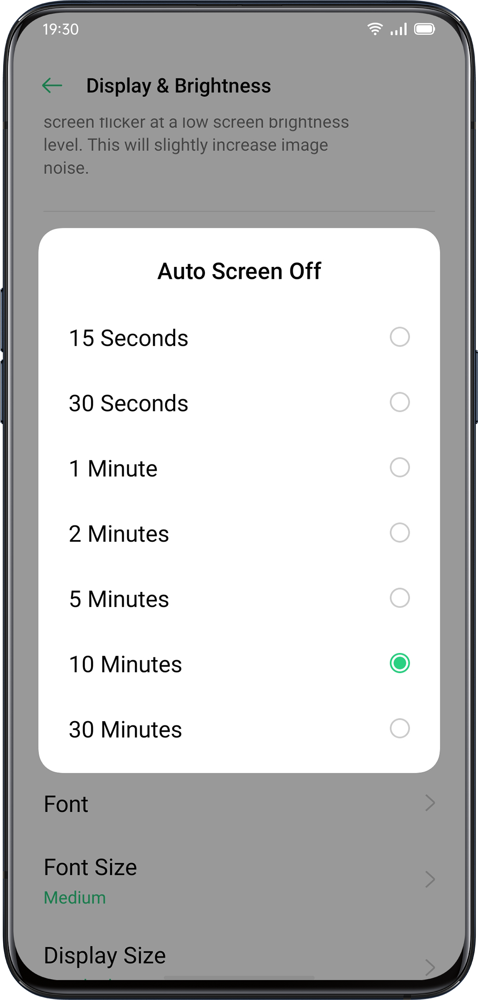 19:30
Display & Brightness
screen flicker at a low screen brightness
level. This will slightly increase image
noise.
Auto Screen Off
15 Seconds
30 Seconds
1 Minute
2 Minutes
5 Minutes
10 Minutes
30 Minutes
Font
Font Size
Medium
Display Size